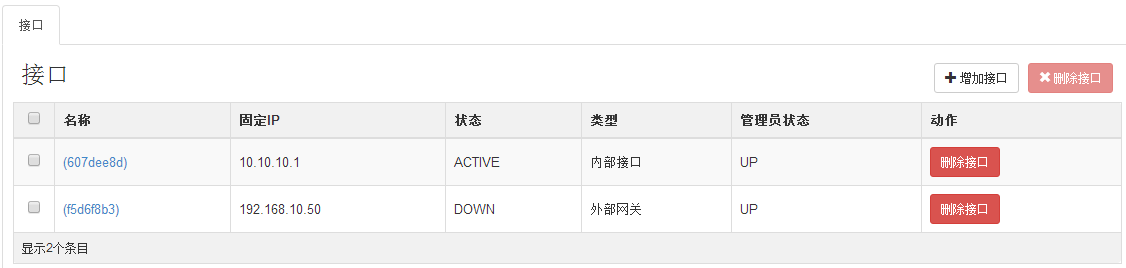 接口
接口
增加接口 删除接口
名称 固定IP 状态 类型 管理员状态 动作
(607dee8d) 10.10.10.1 ACTIVE 内部接口 UP 删除接口
(f5d6f8b3) 192.168.10.50 DOWN 外部网关 UP 删除接口
显示2个条目